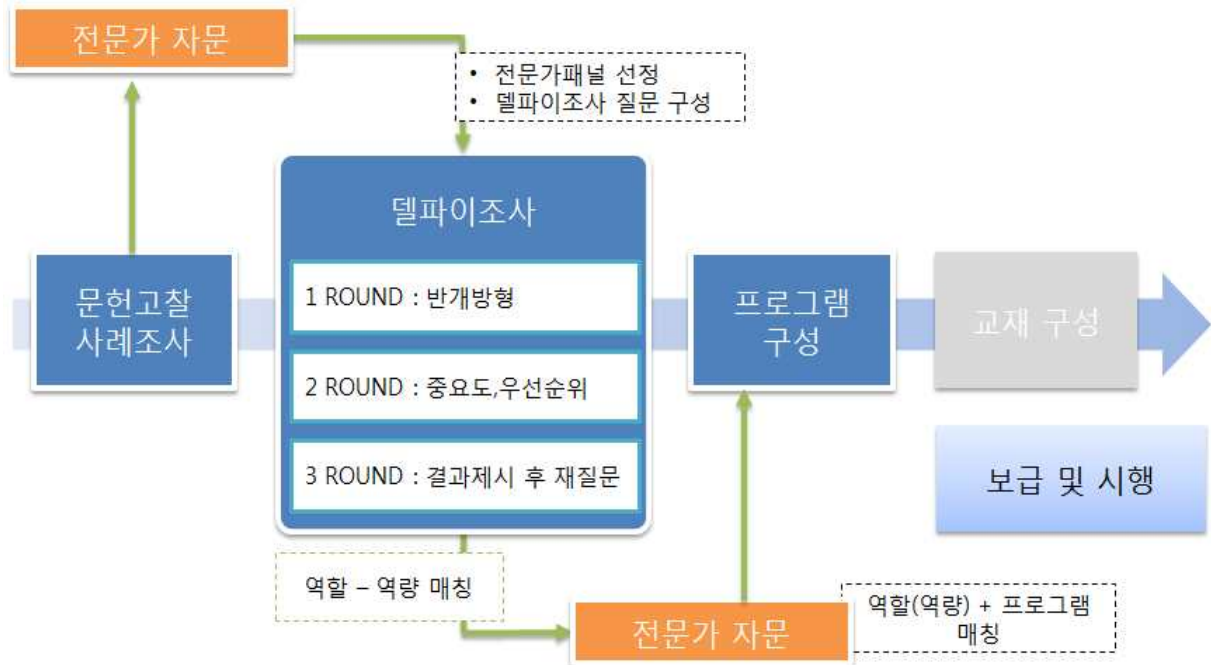 전문가 자문
• 전문가패널 선정
• 델파이조사 질문 구성
델파이조사
1 ROUND : 반개방형
2 ROUND : 중요도,우선순위
3 ROUND : 결과제시 후 재질문
문헌고찰
사례조사
프로그램
구성
교재 구성
보급 및 시행
역할 – 역량 매칭
전문가 자문
역할(역량) + 프로그램
매칭